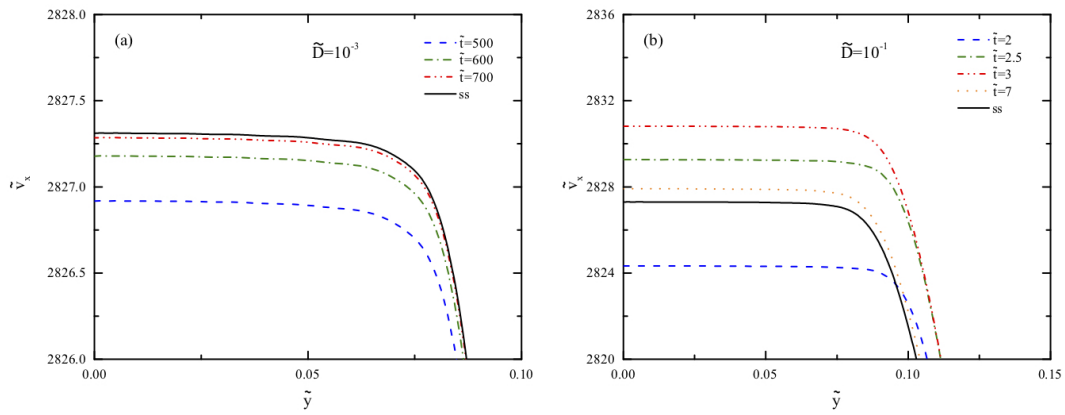 (a)
D̃=10⁻³
t̃=500
t̃=600
t̃=700
ss
2828.0
2827.5
2827.0
2826.5
2826.0
ṽₓ
0.00
0.05
0.10
ỹ
(b)
D̃=10⁻¹
t̃=2
t̃=2.5
t̃=3
t̃=7
ss
2836
2832
2828
2824
2820
ṽₓ
0.00
0.05
0.10
0.15
ỹ